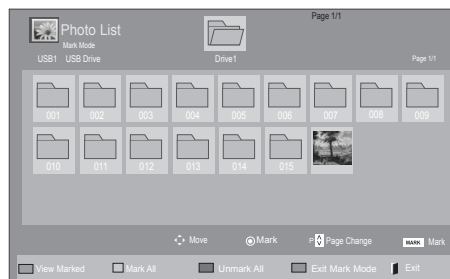 Page 1/1
Photo List
Mark Mode
USB1 USB Drive Drive1 Page 1/1
001 002 003 004 005 006 007 008 009
010 011 012 013 014 015
Move Mark P Page Change MARK Mark
View Marked Mark All Unmark All Exit Mark Mode Exit